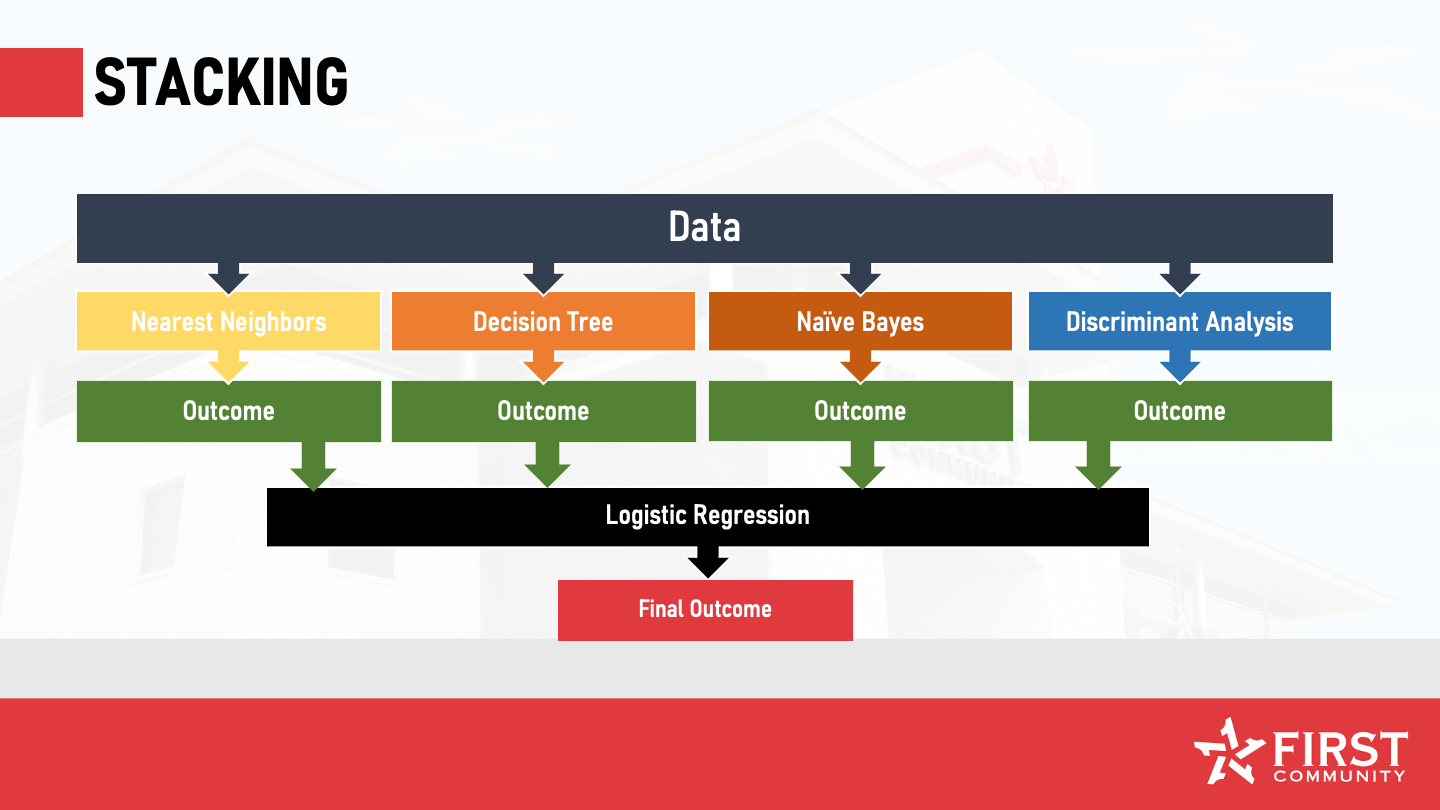 STACKING
Data
Nearest Neighbors
Decision Tree
Naïve Bayes
Discriminant Analysis
Outcome
Outcome
Outcome
Outcome
Logistic Regression
Final Outcome
FIRST
COMMUNITY